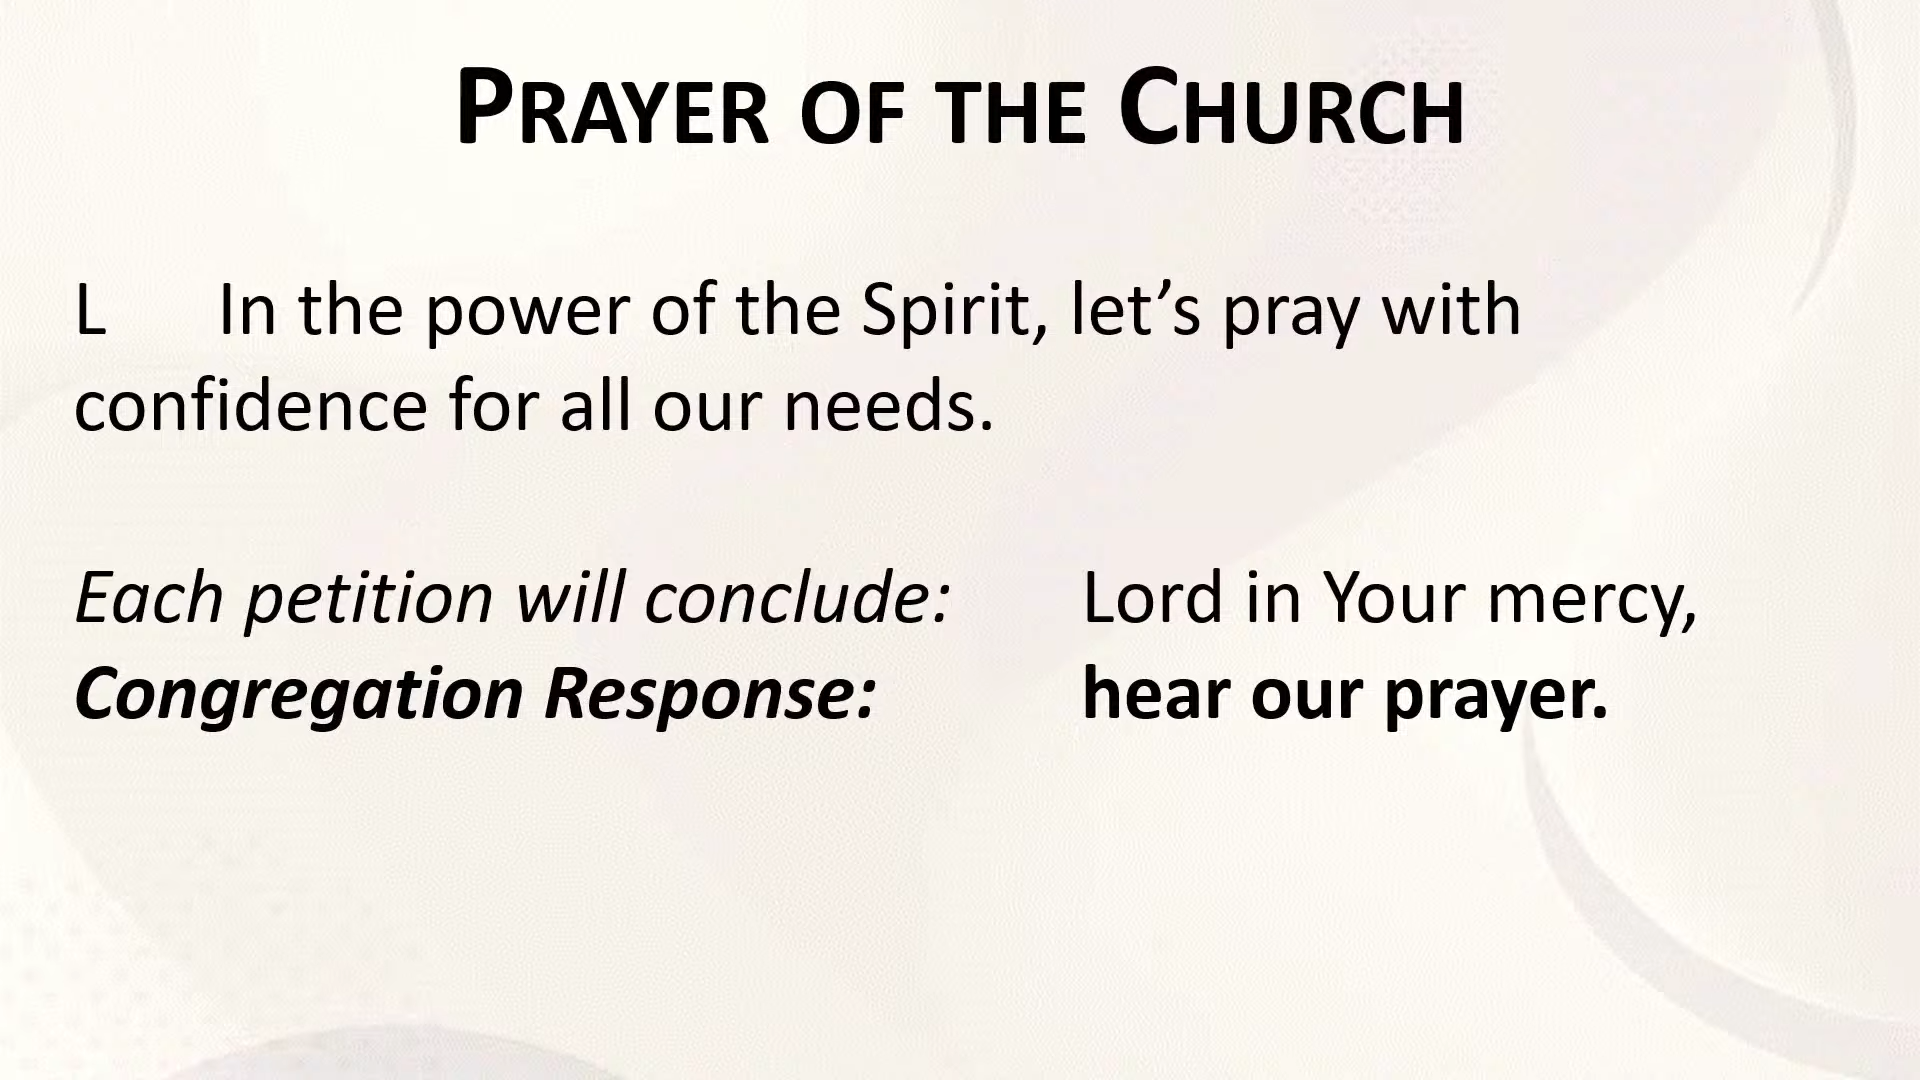 PRAYER OF THE CHURCH
L In the power of the Spirit, let’s pray with
confidence for all our needs.
Each petition will conclude: Lord in Your mercy,
Congregation Response: hear our prayer.